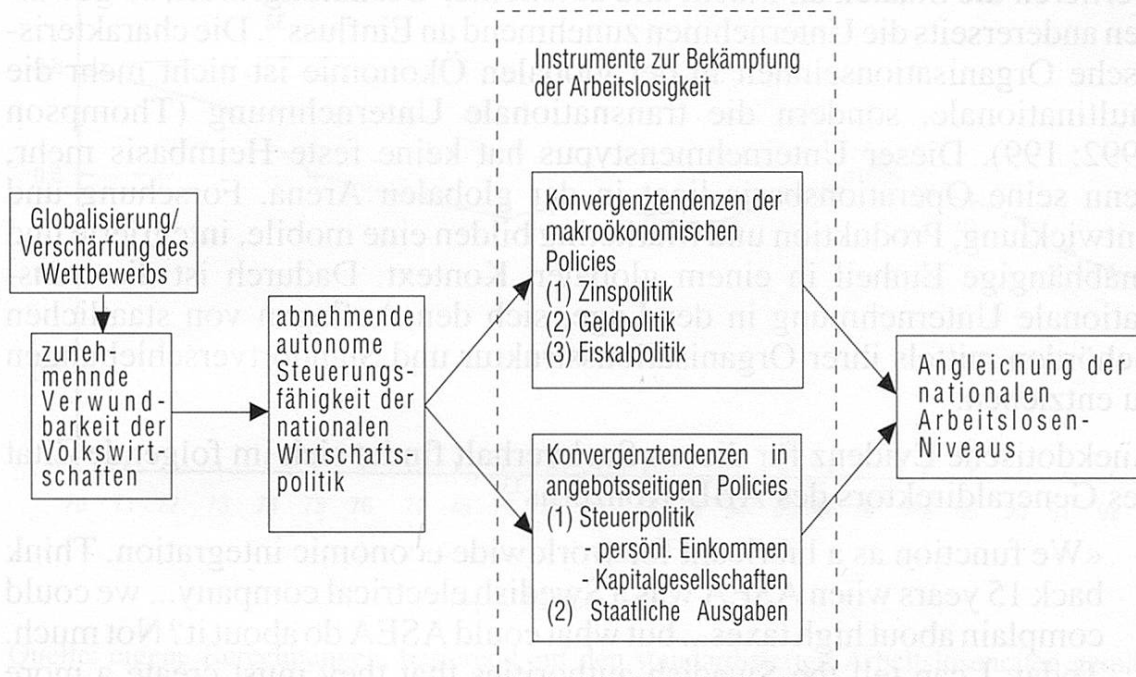 Globalisierung/
Verschärfung des
Wettbewerbs
zuneh-
mehnde
Verwund-
barkeit der
Volkswirt-
schaften
abnehmende
autonome
Steuerungs-
fähigkeit der
nationalen
Wirtschafts-
politik
Instrumente zur Bekämpfung
der Arbeitslosigkeit
Konvergenztendenzen der
makroökonomischen
Policies
(1) Zinspolitik
(2) Geldpolitik
(3) Fiskalpolitik
Konvergenztendenzen in
angebotsseitigen Policies
(1) Steuerpolitik
- persönl. Einkommen
- Kapitalgesellschaften
(2) Staatliche Ausgaben
Angleichung der
nationalen
Arbeitslosen-
Niveaus